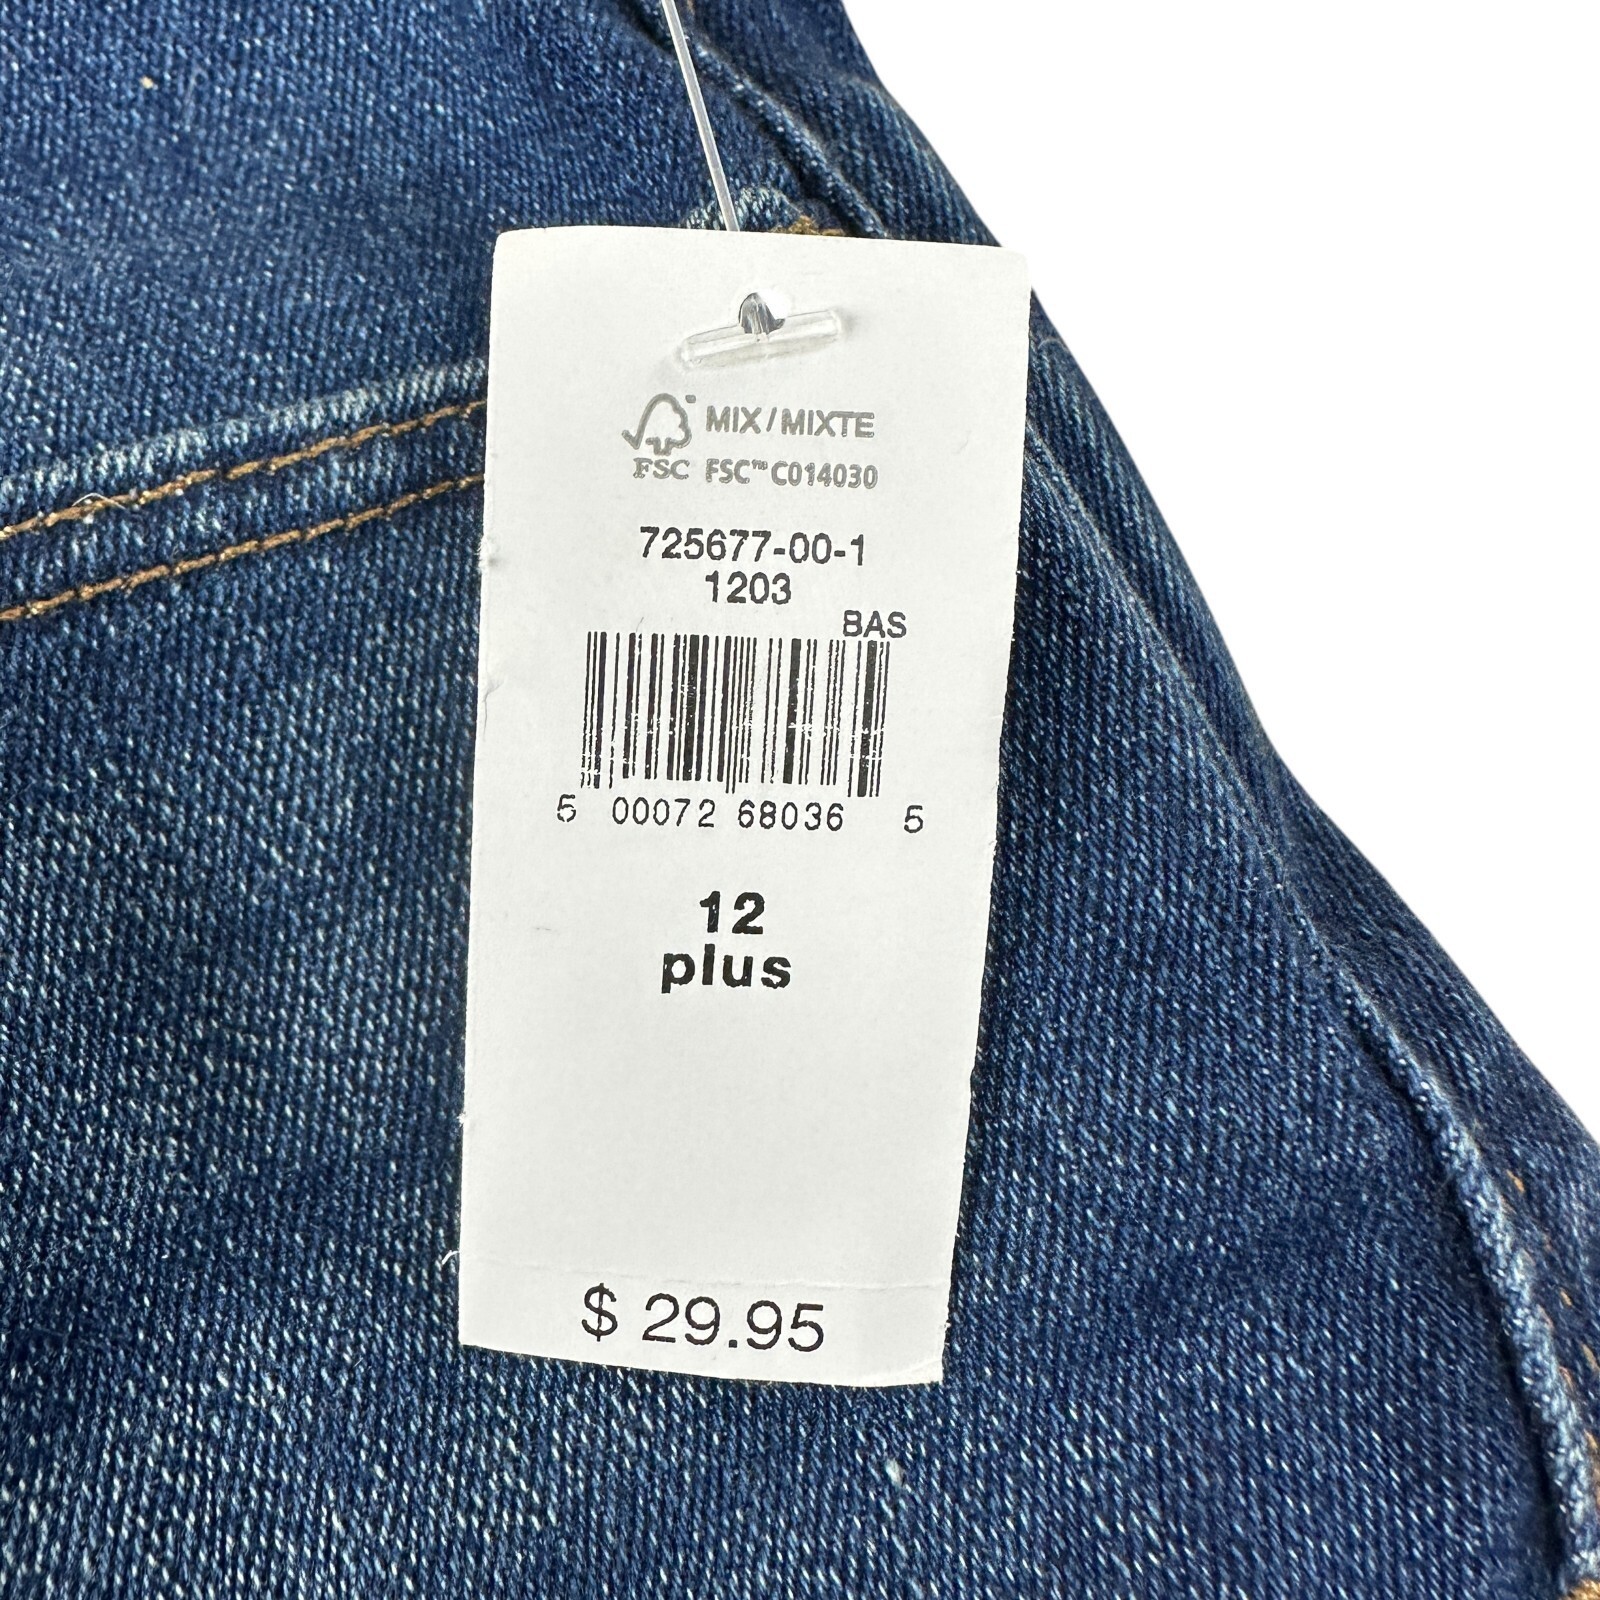 MIX / MIXTE
FSC FSC™ C014030
725677-00-1
1203
BAS
5 00072 68036 5
12
plus
$ 29.95